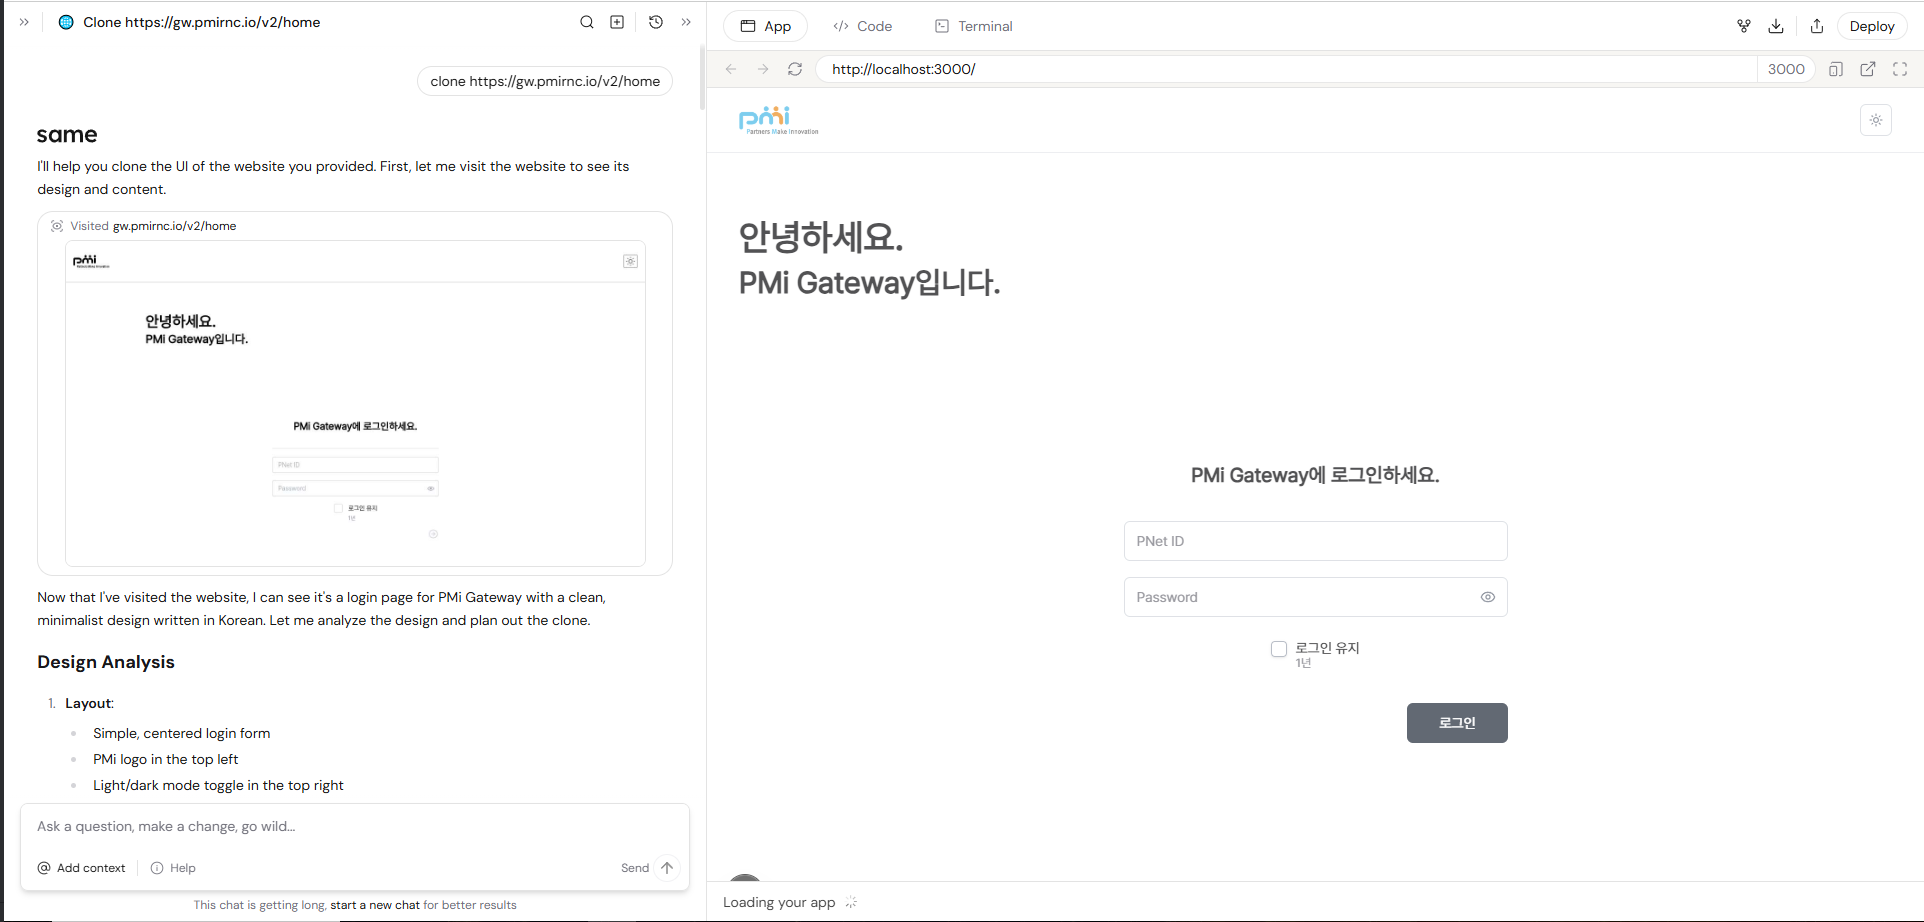 Clone https://gw.pmirnc.io/v2/home
clone https://gw.pmirnc.io/v2/home
same
I'll help you clone the UI of the website you provided. First, let me visit the website to see its
design and content.
Visited gw.pmirnc.io/v2/home
pmi
안녕하세요.
PMi Gateway입니다.
PMi Gateway에 로그인하세요.
PNet ID
Password
로그인 유지
1년
Now that I've visited the website, I can see it's a login page for PMi Gateway with a clean,
minimalist design written in Korean. Let me analyze the design and plan out the clone.
Design Analysis
1. Layout:
Simple, centered login form
PMi logo in the top left
Light/dark mode toggle in the top right
Ask a question, make a change, go wild...
Add context
Help
Send
This chat is getting long, start a new chat for better results
App
Code
Terminal
Deploy
http://localhost:3000/
3000
pmi
Partners Make Innovation
안녕하세요.
PMi Gateway입니다.
PMi Gateway에 로그인하세요.
PNet ID
Password
로그인 유지
1년
로그인
Loading your app